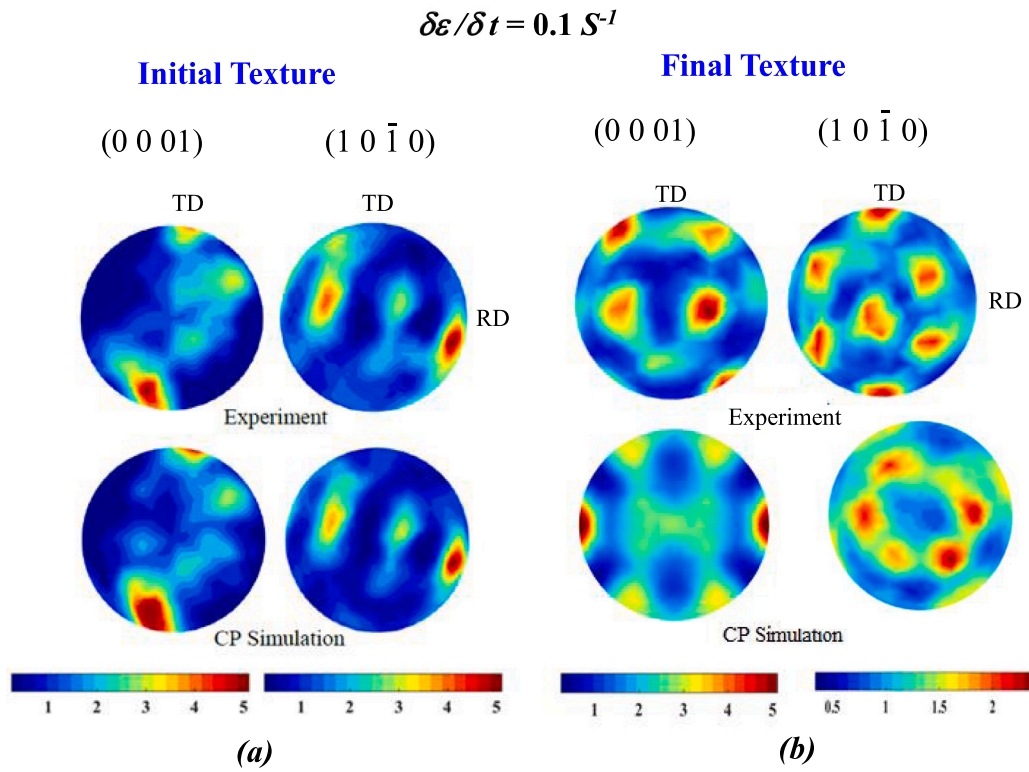 δε/δt = 0.1 S⁻¹
Initial Texture
Final Texture
(0 0 01)
(1 0 1̄ 0)
(0 0 01)
(1 0 1̄ 0)
TD
TD
TD
TD
RD
RD
Experiment
Experiment
CP Simulation
CP Simulation
1 2 3 4 5
1 2 3 4 5
1 2 3 4 5
0.5 1 1.5 2
(a)
(b)